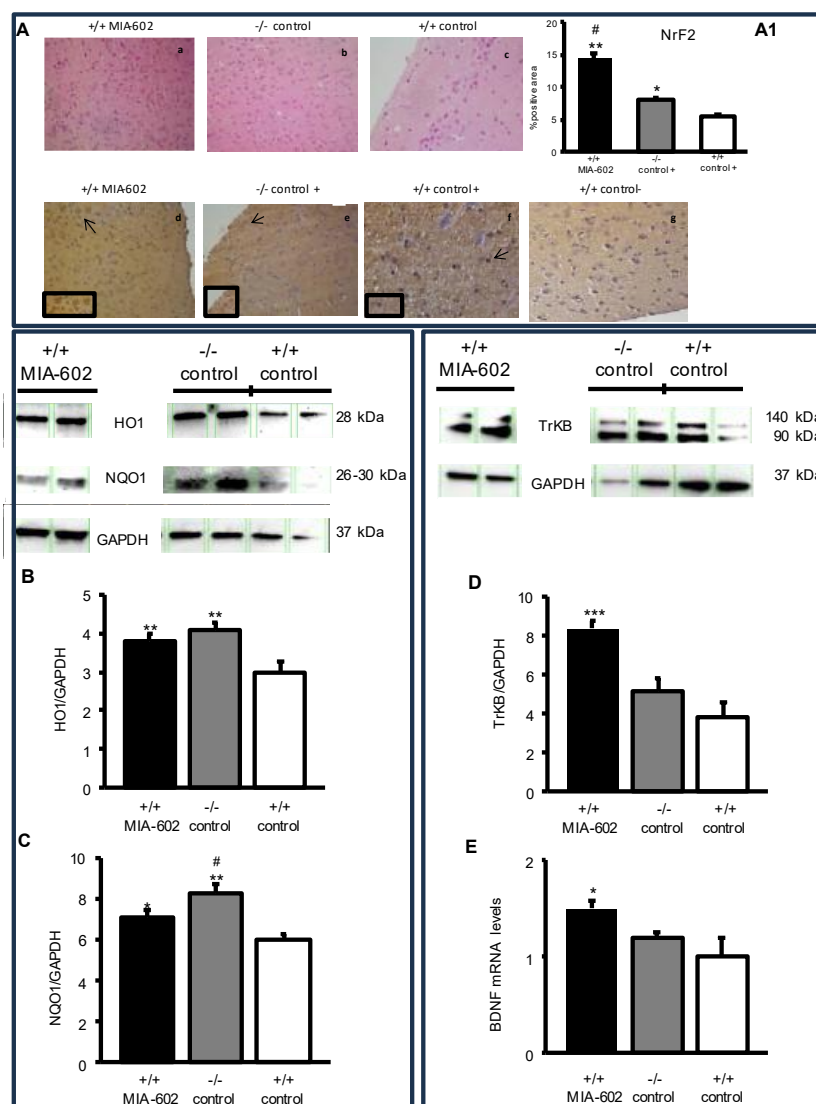 A
+/+ MIA-602
-/- control
+/+ control
a
b
c
A1
NrF2
%positive area
20
15
10
5
0
#
**
*
+/+
MIA-602
-/-
control +
+/+
control +
+/+ MIA-602
-/- control +
+/+ control+
+/+ control-
d
e
f
g
+/+
MIA-602
-/-
control
+/+
control
HO1
28 kDa
NQO1
26-30 kDa
GAPDH
37 kDa
+/+
MIA-602
-/-
control
+/+
control
TrKB
140 kDa
90 kDa
GAPDH
37 kDa
B
HO1/GAPDH
5
4
3
2
1
0
**
**
+/+
MIA-602
-/-
control
+/+
control
C
NQO1/GAPDH
10
8
6
4
2
0
*
#
**
+/+
MIA-602
-/-
control
+/+
control
D
TrKB/GAPDH
10
8
6
4
2
0
***
+/+
MIA-602
-/-
control
+/+
control
E
BDNF mRNA levels
2
1
0
*
+/+
MIA-602
-/-
control
+/+
control